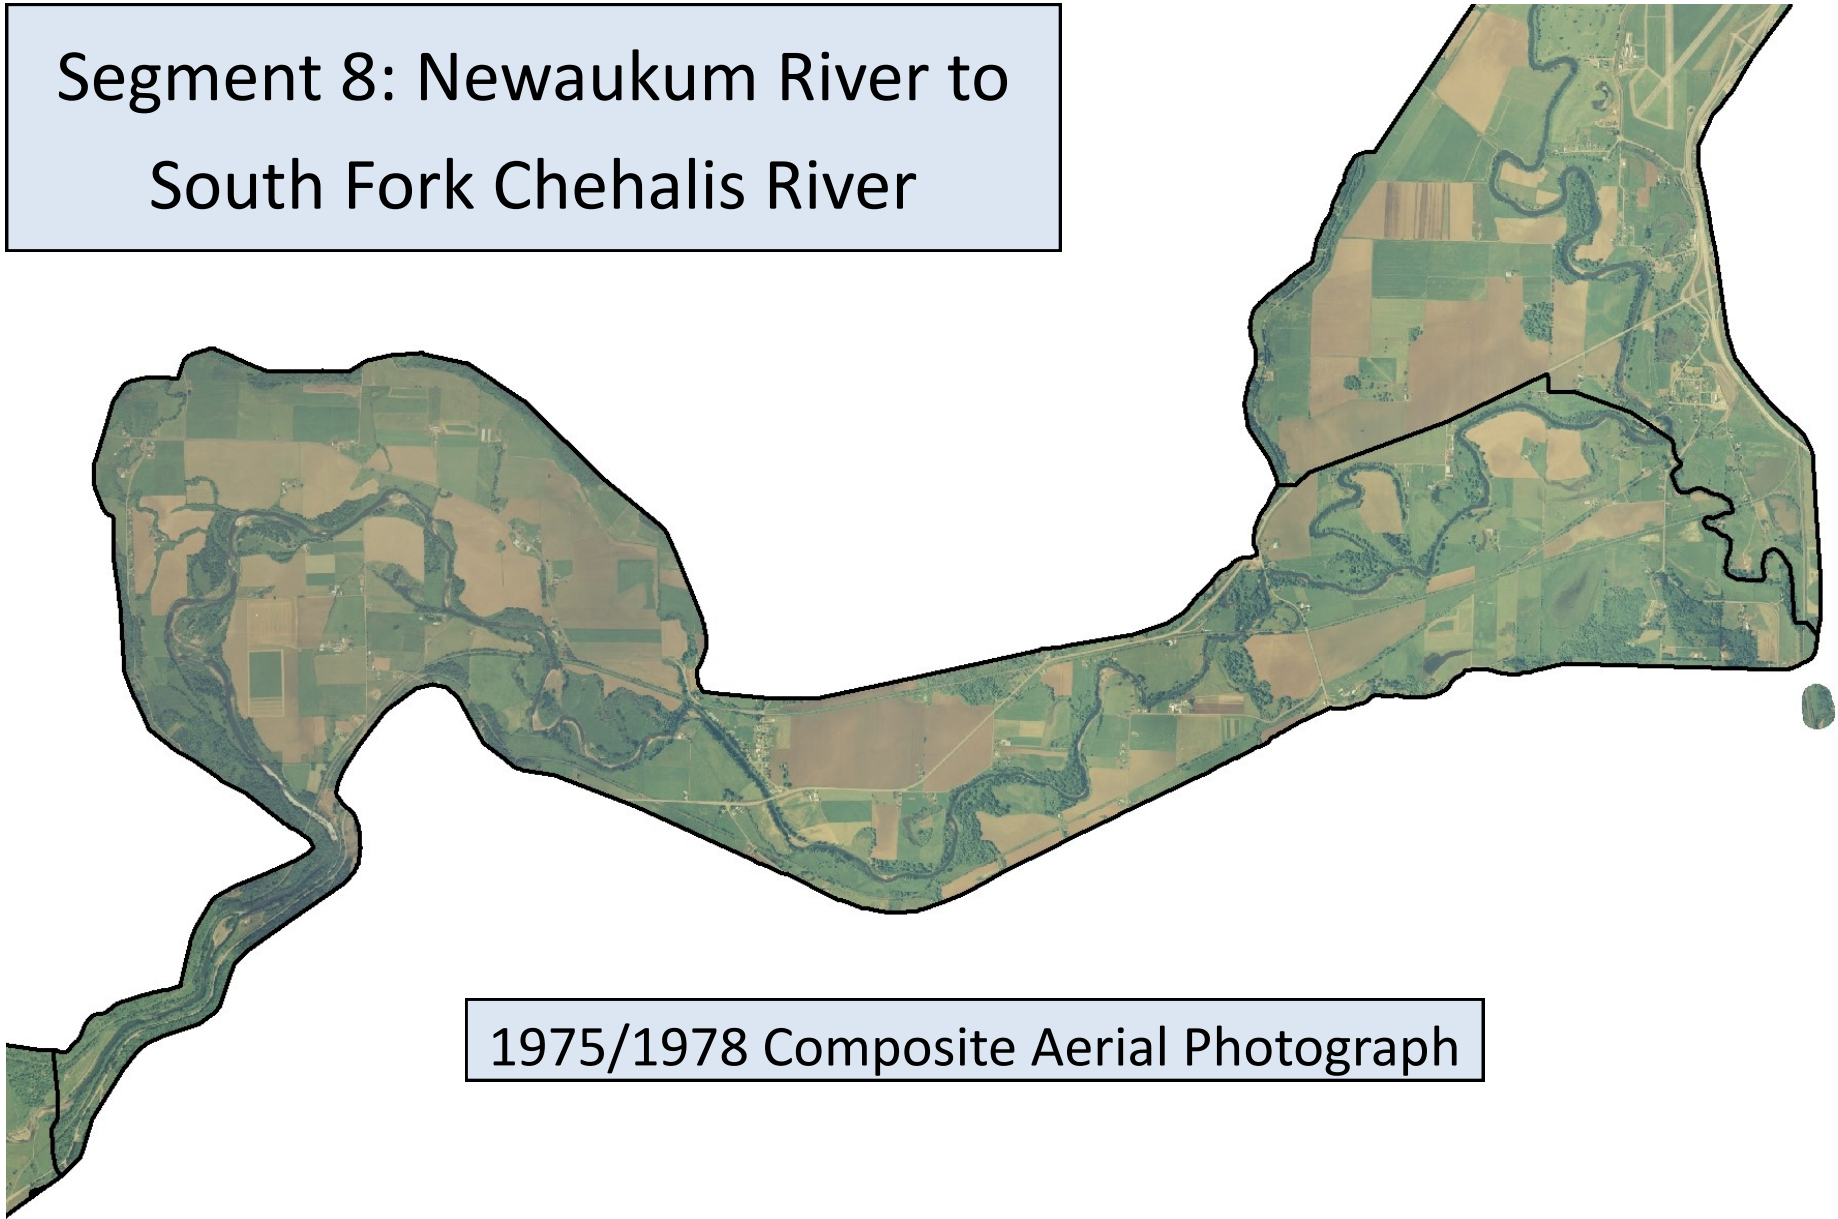 Segment 8: Newaukum River to
South Fork Chehalis River
1975/1978 Composite Aerial Photograph